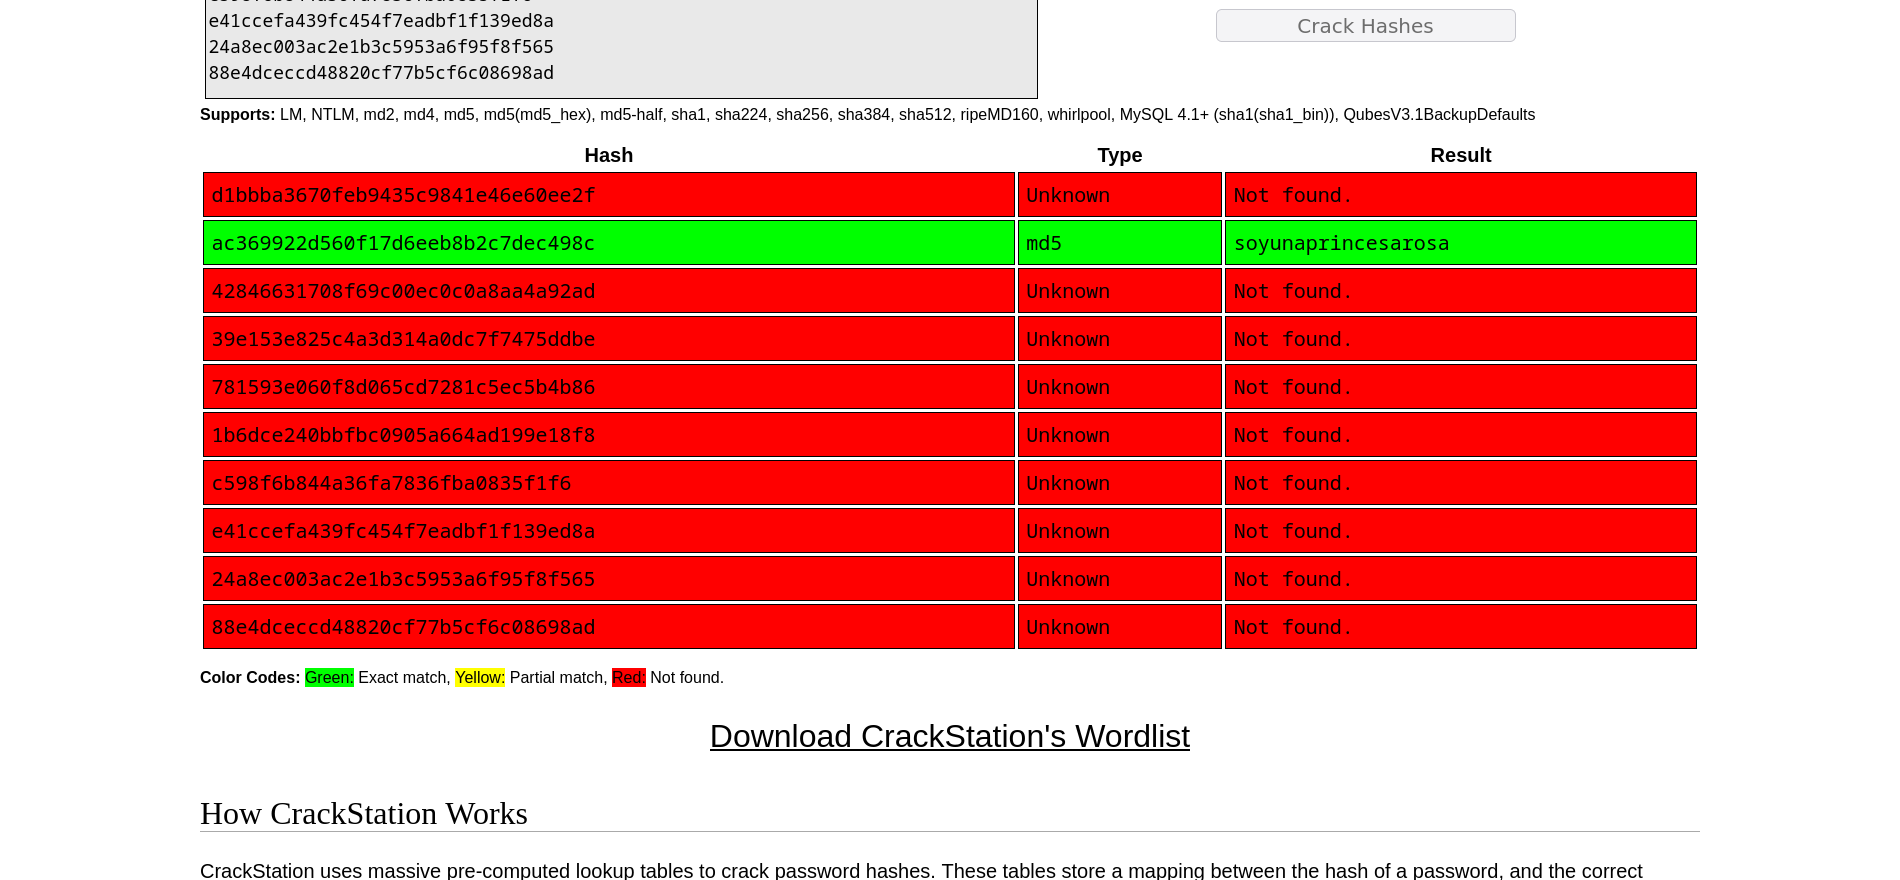 e41ccefa439fc454f7eadbf1f139ed8a
24a8ec003ac2e1b3c5953a6f95f8f565
88e4dceccd48820cf77b5cf6c08698ad
Crack Hashes
Supports: LM, NTLM, md2, md4, md5, md5(md5_hex), md5-half, sha1, sha224, sha256, sha384, sha512, ripeMD160, whirlpool, MySQL 4.1+ (sha1(sha1_bin)), QubesV3.1BackupDefaults
Hash Type Result
d1bbba3670feb9435c9841e46e60ee2f Unknown Not found.
ac369922d560f17d6eeb8b2c7dec498c md5 soyunaprincesarosa
42846631708f69c00ec0c0a8aa4a92ad Unknown Not found.
39e153e825c4a3d314a0dc7f7475ddbe Unknown Not found.
781593e060f8d065cd7281c5ec5b4b86 Unknown Not found.
1b6dce240bbfbc0905a664ad199e18f8 Unknown Not found.
c598f6b844a36fa7836fba0835f1f6 Unknown Not found.
e41ccefa439fc454f7eadbf1f139ed8a Unknown Not found.
24a8ec003ac2e1b3c5953a6f95f8f565 Unknown Not found.
88e4dceccd48820cf77b5cf6c08698ad Unknown Not found.
Color Codes: Green: Exact match, Yellow: Partial match, Red: Not found.
Download CrackStation's Wordlist
How CrackStation Works
CrackStation uses massive pre-computed lookup tables to crack password hashes. These tables store a mapping between the hash of a password, and the correct